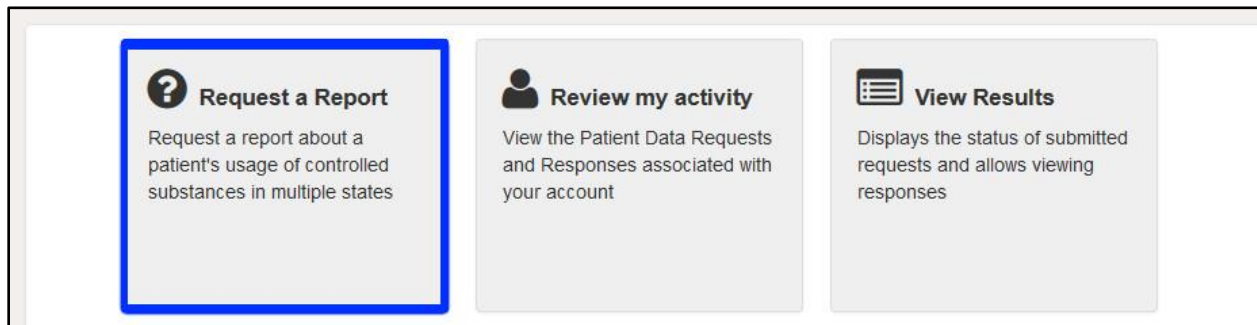 Request a Report
Request a report about a
patient's usage of controlled
substances in multiple states
Review my activity
View the Patient Data Requests
and Responses associated with
your account
View Results
Displays the status of submitted
requests and allows viewing
responses